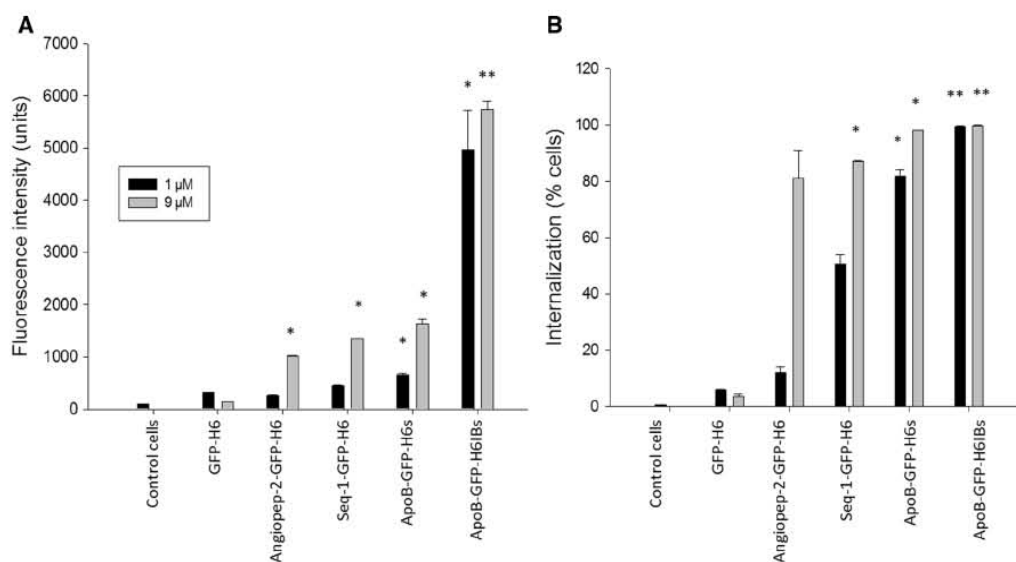 A
Fluorescence intensity (units)
7000
6000
5000
4000
3000
2000
1000
0
1 µM
9 µM
*
*
*
*
*
**
Control cells
GFP-H6
Angiopep-2-GFP-H6
Seq-1-GFP-H6
ApoB-GFP-H6s
ApoB-GFP-H6IBs
B
Internalization (% cells)
120
100
80
60
40
20
0
*
*
*
**
**
Control cells
GFP-H6
Angiopep-2-GFP-H6
Seq-1-GFP-H6
ApoB-GFP-H6s
ApoB-GFP-H6IBs